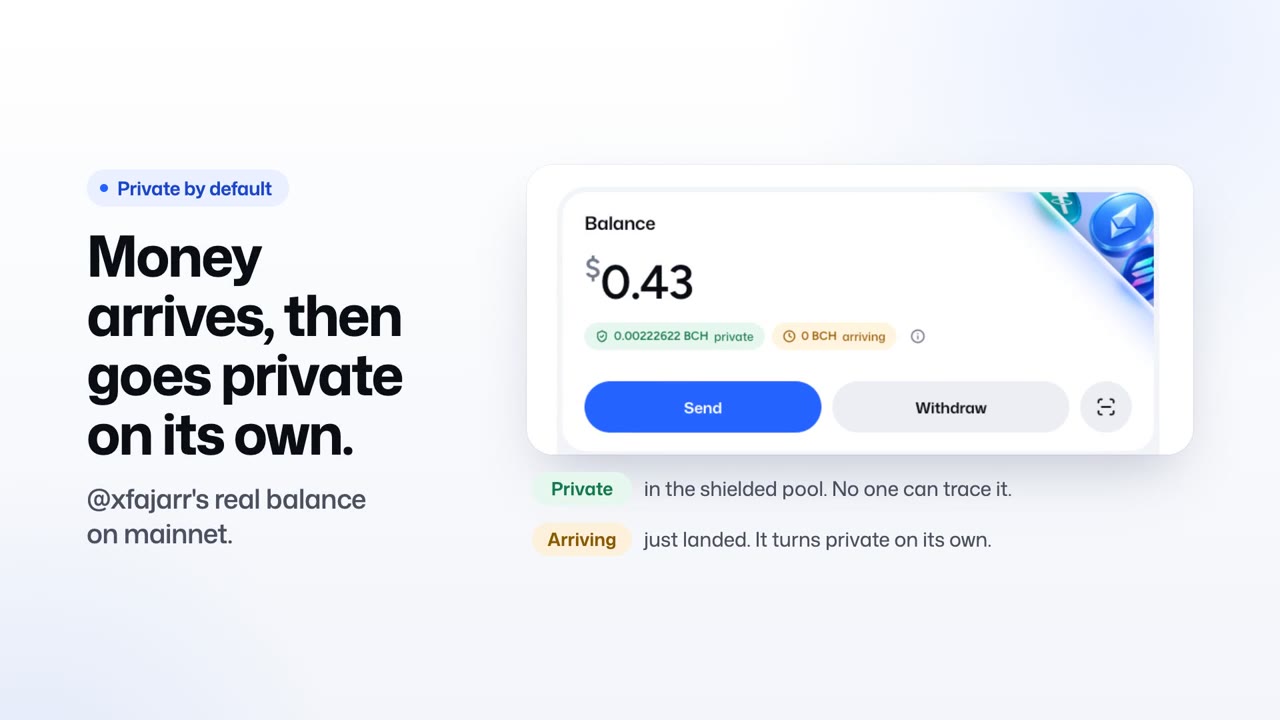 Private by default
Money
arrives, then
goes private
on its own.
@xfajarr's real balance
on mainnet.
Balance
$0.43
0.00222622 BCH private
0 BCH arriving
Send
Withdraw
Private in the shielded pool. No one can trace it.
Arriving just landed. It turns private on its own.